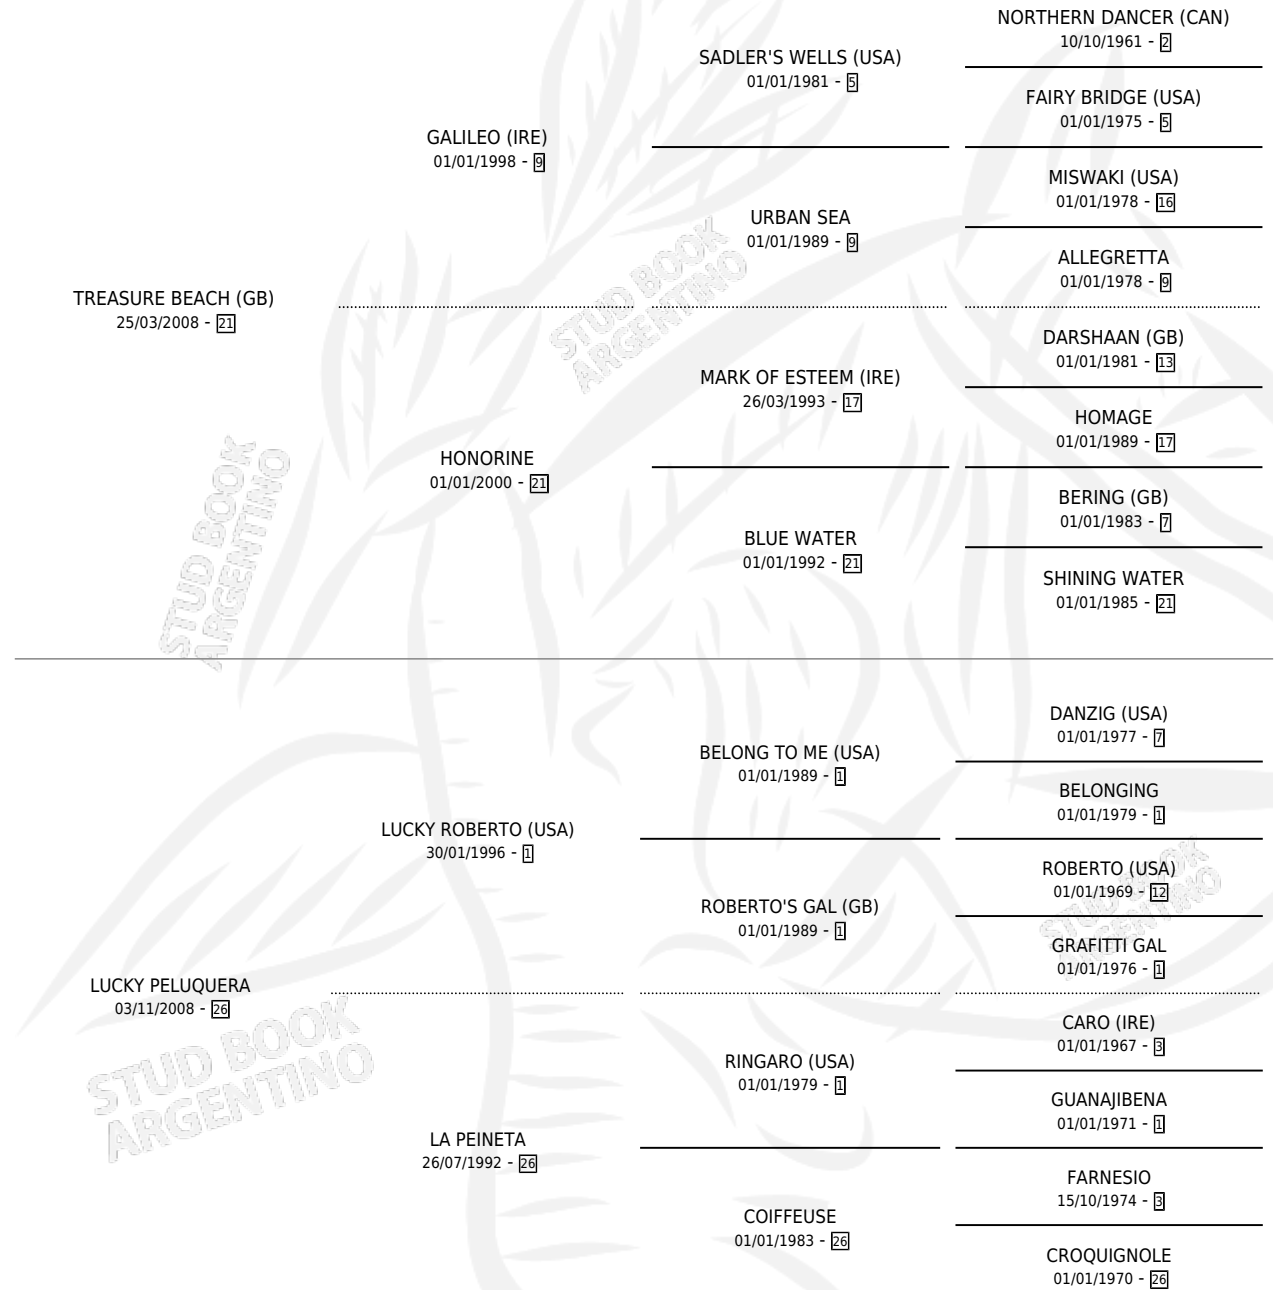 NORTHERN DANCER (CAN)
10/10/1961 - 2
SADLER'S WELLS (USA)
01/01/1981 - 5
FAIRY BRIDGE (USA)
01/01/1975 - 5
GALILEO (IRE)
01/01/1998 - 9
MISWAKI (USA)
01/01/1978 - 16
URBAN SEA
01/01/1989 - 9
ALLEGRETTA
01/01/1978 - 9
TREASURE BEACH (GB)
25/03/2008 - 21
STUD BOOK
ARGENTINO
DARSHAAN (GB)
01/01/1981 - 13
MARK OF ESTEEM (IRE)
26/03/1993 - 17
HOMAGE
01/01/1989 - 17
HONORINE
01/01/2000 - 21
BERING (GB)
01/01/1983 - 7
BLUE WATER
01/01/1992 - 21
SHINING WATER
01/01/1985 - 21
STUD BOOK
ARGENTINO
DANZIG (USA)
01/01/1977 - 7
BELONG TO ME (USA)
01/01/1989 - 1
BELONGING
01/01/1979 - 1
LUCKY ROBERTO (USA)
30/01/1996 - 1
ROBERTO (USA)
01/01/1969 - 12
ROBERTO'S GAL (GB)
01/01/1989 - 1
GRAFITTI GAL
01/01/1976 - 1
STUD BOOK
ARGENTINO
LUCKY PELUQUERA
03/11/2008 - 26
STUD BOOK
ARGENTINO
CARO (IRE)
01/01/1967 - 3
RINGARO (USA)
01/01/1979 - 1
GUANAJIBENA
01/01/1971 - 1
LA PEINETA
26/07/1992 - 26
FARNESIO
15/10/1974 - 3
COIFFEUSE
01/01/1983 - 26
CROQUIGNOLE
01/01/1970 - 26